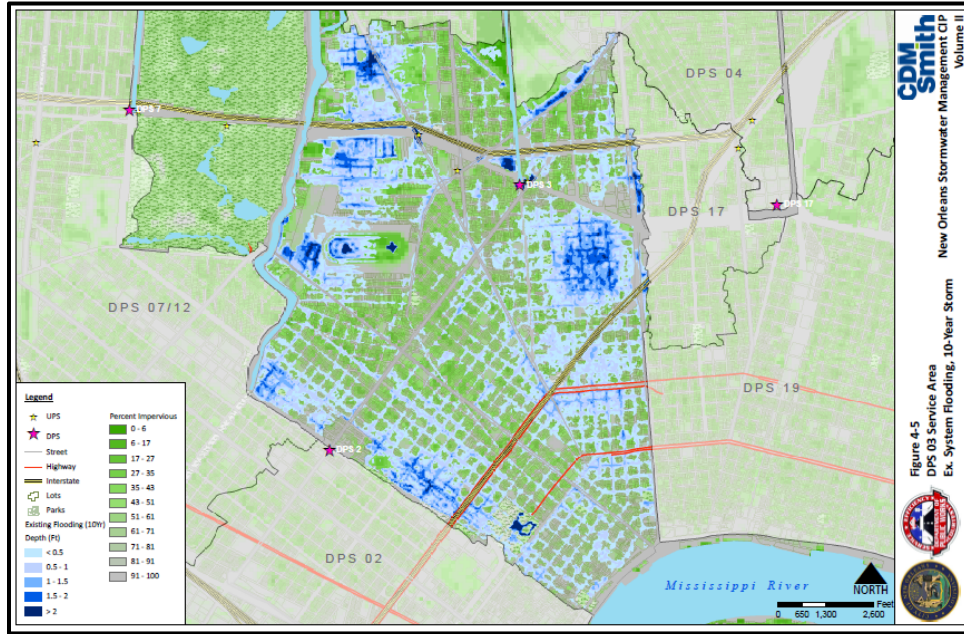 DPS 04
DPS 7
DPS 3
DPS 17
DPS 17
DPS 07/12
DPS 19
DPS 2
DPS 02
Mississippi River
NORTH
Feet
0 650 1,300 2,600
Legend
UPS
DPS
Street
Highway
Interstate
Lots
Parks
Existing Flooding (10Yr)
Depth (Ft)
< 0.5
0.5 - 1
1 - 1.5
1.5 - 2
> 2
Percent Impervious
0 - 6
6 - 17
17 - 27
27 - 35
35 - 43
43 - 51
51 - 61
61 - 71
71 - 81
81 - 91
91 - 100
CDM
Smith
New Orleans Stormwater Management CIP
Volume II
Figure 4-5
DPS 03 Service Area
Ex. System Flooding, 10-Year Storm
PUBLIC WORKS